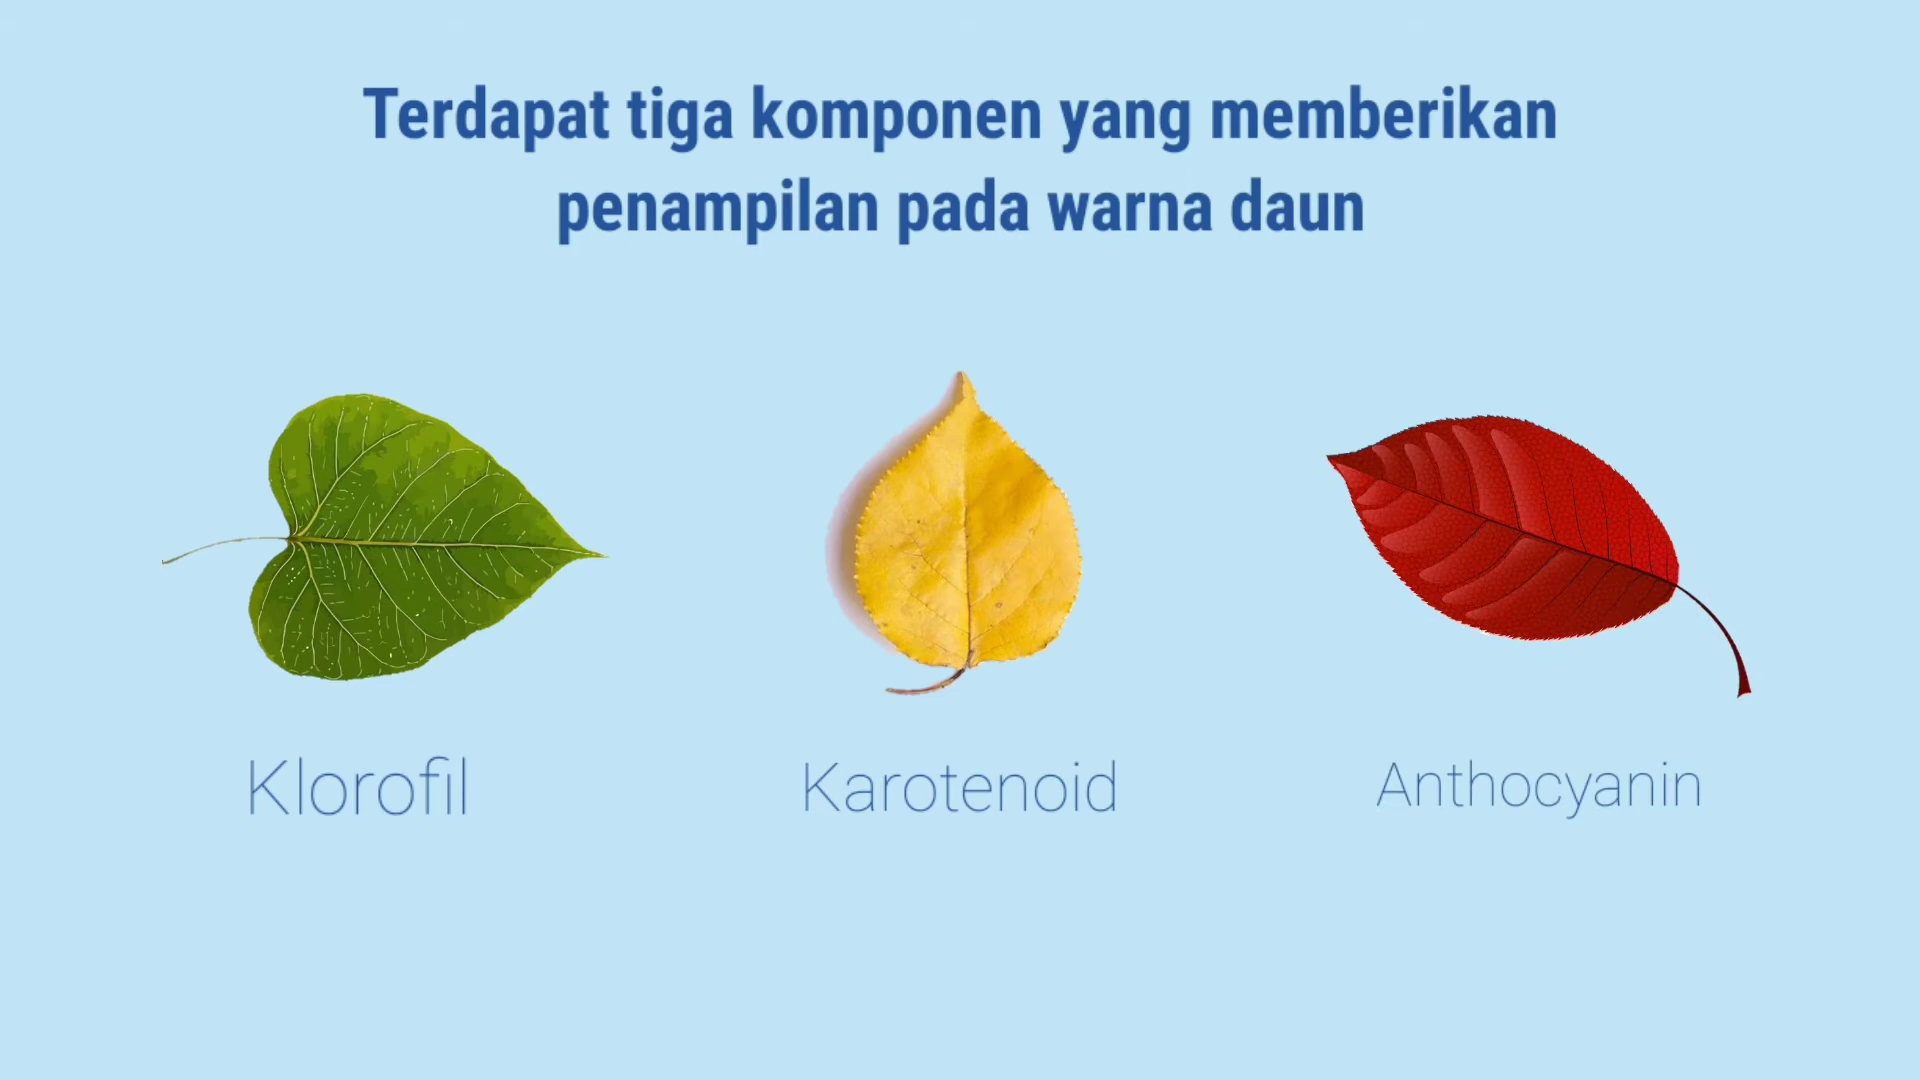 Terdapat tiga komponen yang memberikan
penampilan pada warna daun
Klorofil
Karotenoid
Anthocyanin